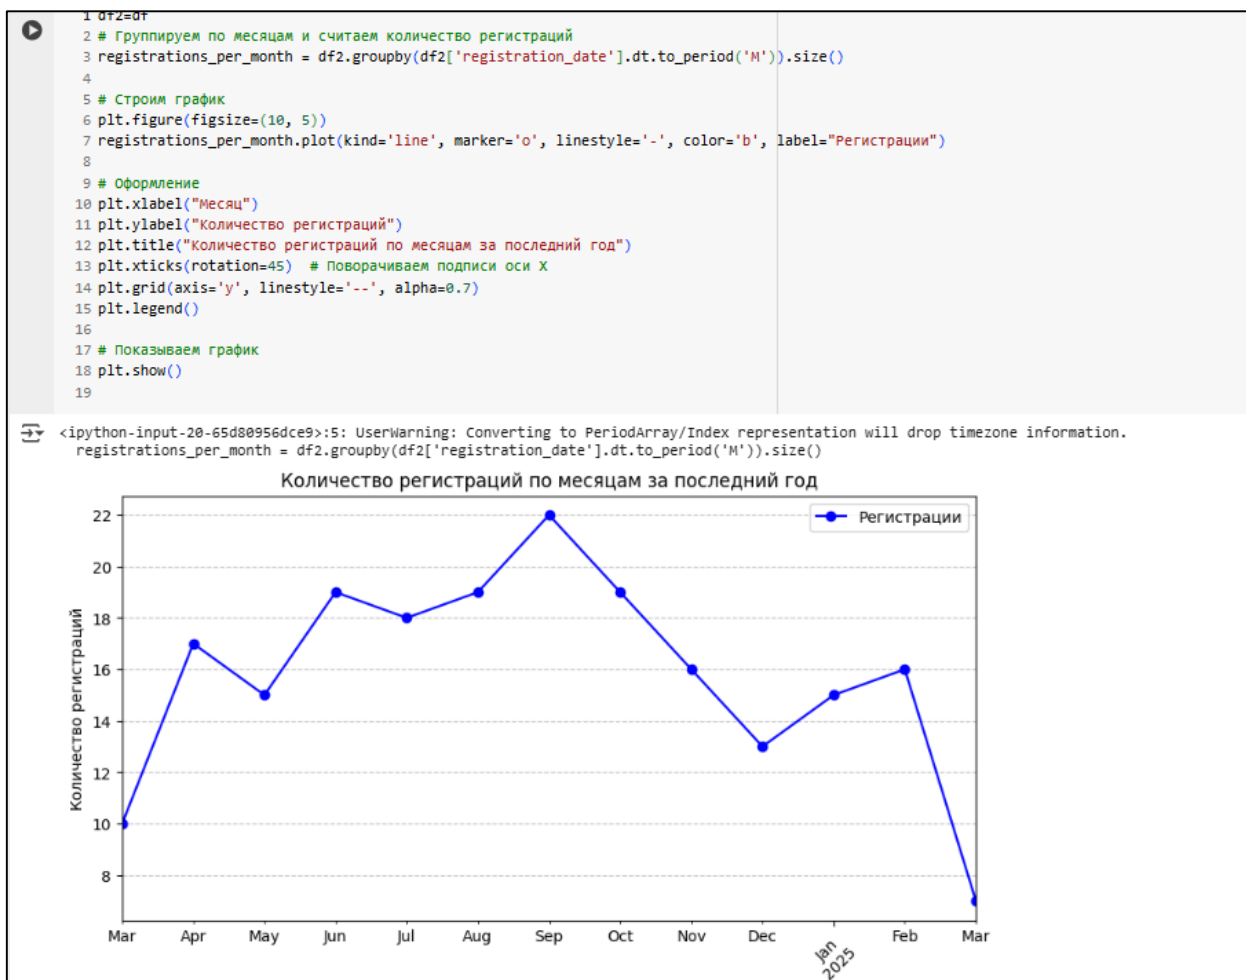 1 df2=df
2 # Группируем по месяцам и считаем количество регистраций
3 registrations_per_month = df2.groupby(df2['registration_date'].dt.to_period('M')).size()
4
5 # Строим график
6 plt.figure(figsize=(10, 5))
7 registrations_per_month.plot(kind='line', marker='o', linestyle='-', color='b', label="Регистрации")
8
9 # Оформление
10 plt.xlabel("Месяц")
11 plt.ylabel("Количество регистраций")
12 plt.title("Количество регистраций по месяцам за последний год")
13 plt.xticks(rotation=45)  # Поворачиваем подписи оси X
14 plt.grid(axis='y', linestyle='--', alpha=0.7)
15 plt.legend()
16
17 # Показываем график
18 plt.show()
19
<ipython-input-20-65d80956dce9>:5: UserWarning: Converting to PeriodArray/Index representation will drop timezone information.
registrations_per_month = df2.groupby(df2['registration_date'].dt.to_period('M')).size()
Количество регистраций по месяцам за последний год
Регистрации
Количество регистраций
22
20
18
16
14
12
10
8
Mar Apr May Jun Jul Aug Sep Oct Nov Dec Jan Feb Mar
2025